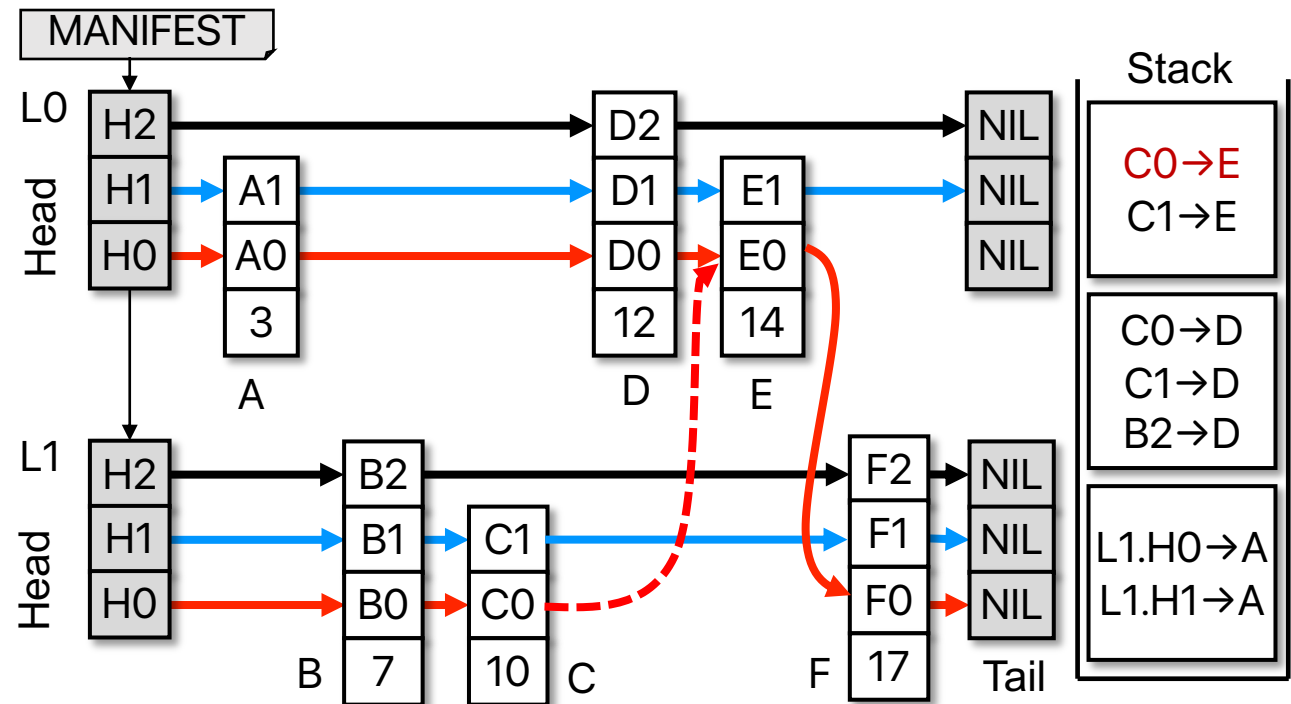 MANIFEST
Stack
L0
Head
H2
D2
NIL
H1
A1
D1
E1
NIL
H0
A0
D0
E0
NIL
3
12
14
A
D
E
L1
Head
H2
B2
F2
NIL
H1
B1
C1
F1
NIL
H0
B0
C0
F0
NIL
7
10
17
B
C
F
Tail
C0→E
C1→E
C0→D
C1→D
B2→D
L1.H0→A
L1.H1→A